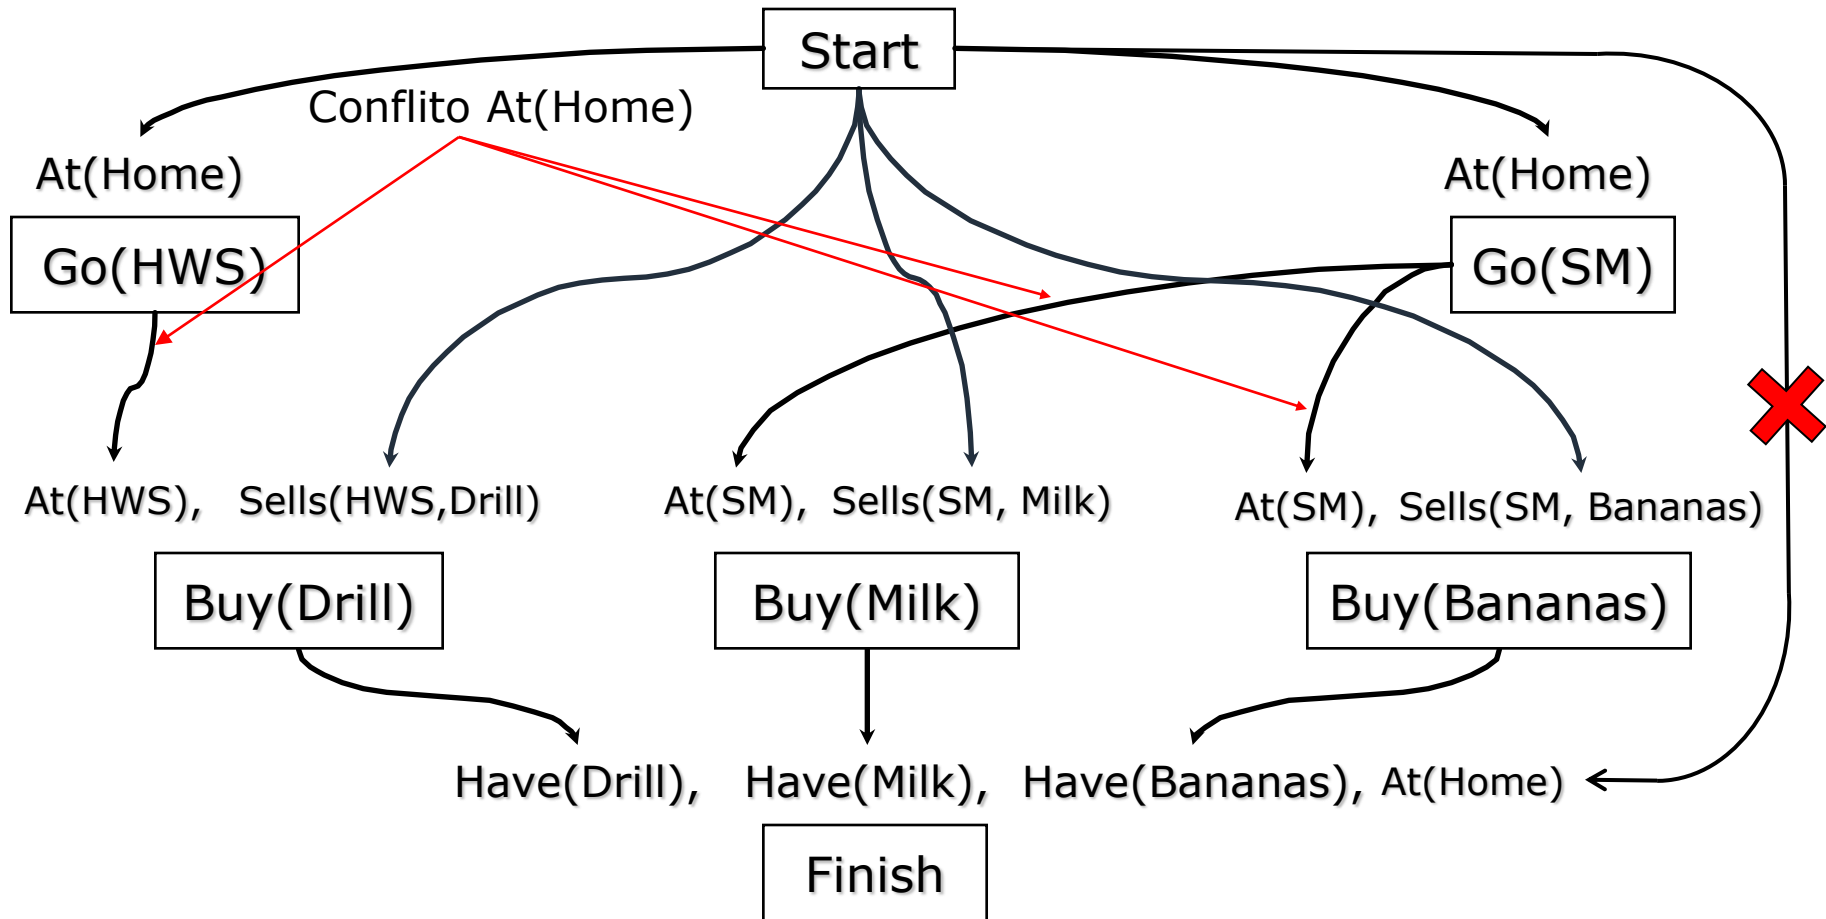 Start
Conflito At(Home)
At(Home)
At(Home)
Go(HWS)
Go(SM)
At(HWS), Sells(HWS,Drill)
At(SM), Sells(SM, Milk)
At(SM), Sells(SM, Bananas)
Buy(Drill)
Buy(Milk)
Buy(Bananas)
Have(Drill), Have(Milk), Have(Bananas), At(Home)
Finish